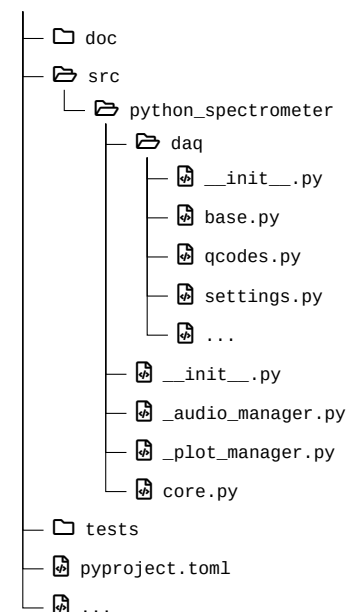 doc
src
python_spectrometer
daq
__init__.py
base.py
qcodes.py
settings.py
...
__init__.py
_audio_manager.py
_plot_manager.py
core.py
tests
pyproject.toml
...